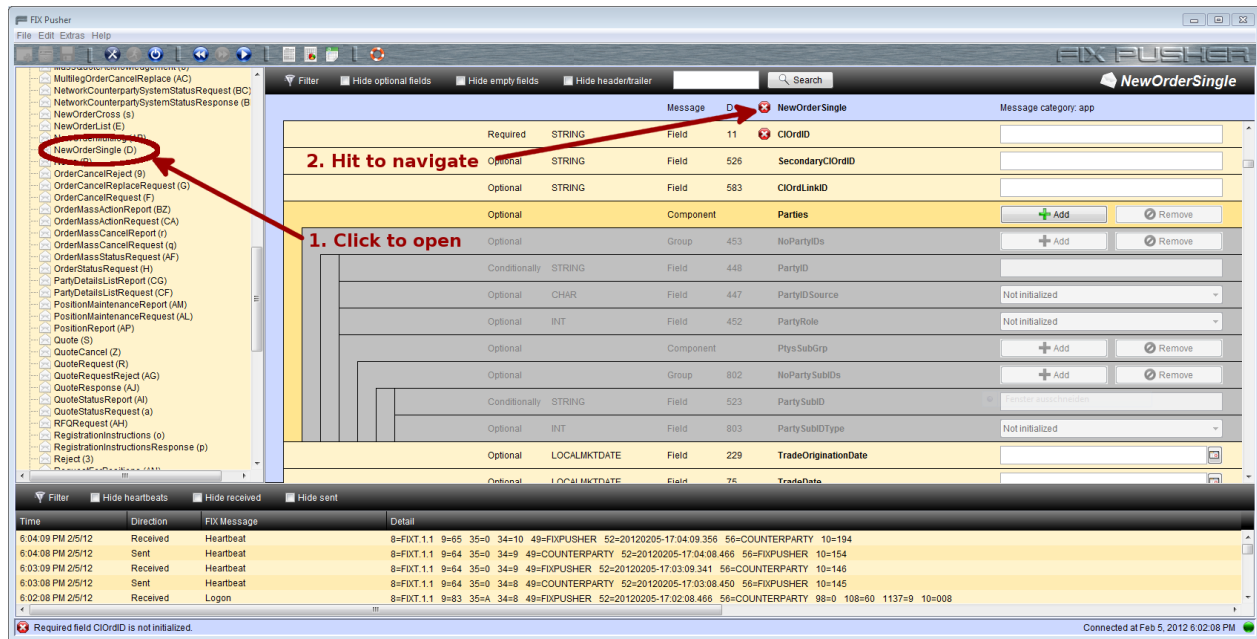 FIX Pusher
File Edit Extras Help
FIX PUSHER
MultilegOrderCancelReplace (AC)
NetworkCounterpartySystemStatusRequest (BC)
NetworkCounterpartySystemStatusResponse (B
NewOrderCross (s)
NewOrderList (E)
NewOrderSingle (D)
OrderCancelReject (9)
OrderCancelReplaceRequest (G)
OrderCancelRequest (F)
OrderMassActionReport (BZ)
OrderMassActionRequest (CA)
OrderMassCancelReport (r)
OrderMassCancelRequest (q)
OrderMassStatusRequest (AF)
OrderStatusRequest (H)
PartyDetailsListReport (CG)
PartyDetailsListRequest (CF)
PositionMaintenanceReport (AM)
PositionMaintenanceRequest (AL)
PositionReport (AP)
Quote (S)
QuoteCancel (Z)
QuoteRequest (R)
QuoteRequestReject (AG)
QuoteResponse (AJ)
QuoteStatusReport (AI)
QuoteStatusRequest (a)
RFQRequest (AH)
RegistrationInstructions (o)
RegistrationInstructionsResponse (p)
Reject (3)
Filter Hide optional fields Hide empty fields Hide header/trailer Search NewOrderSingle
Message D NewOrderSingle Message category: app
Required STRING Field 11 ClOrdID
Optional STRING Field 526 SecondaryClOrdID
2. Hit to navigate
Optional STRING Field 583 ClOrdLinkID
Optional Component Parties Add Remove
1. Click to open
Optional Group 453 NoPartyIDs Add Remove
Conditionally STRING Field 448 PartyID
Optional CHAR Field 447 PartyIDSource Not initialized
Optional INT Field 452 PartyRole Not initialized
Optional Component PtysSubGrp Add Remove
Optional Group 802 NoPartySubIDs Add Remove
Conditionally STRING Field 523 PartySubID Fenster ausschneiden
Optional INT Field 803 PartySubIDType Not initialized
Optional LOCALMKTDATE Field 229 TradeOriginationDate
Optional LOCALMKTDATE Field 75 TradeDate
Filter Hide heartbeats Hide received Hide sent
Time Direction FIX Message Detail
6:04:09 PM 2/5/12 Received Heartbeat 8=FIXT.1.1 9=65 35=0 34=10 49=FIXPUSHER 52=20120205-17:04:09.356 56=COUNTERPARTY 10=194
6:04:08 PM 2/5/12 Sent Heartbeat 8=FIXT.1.1 9=64 35=0 34=9 49=COUNTERPARTY 52=20120205-17:04:08.466 56=FIXPUSHER 10=154
6:03:09 PM 2/5/12 Received Heartbeat 8=FIXT.1.1 9=64 35=0 34=9 49=FIXPUSHER 52=20120205-17:03:09.341 56=COUNTERPARTY 10=146
6:03:08 PM 2/5/12 Sent Heartbeat 8=FIXT.1.1 9=64 35=0 34=8 49=COUNTERPARTY 52=20120205-17:03:08.450 56=FIXPUSHER 10=145
6:02:08 PM 2/5/12 Received Logon 8=FIXT.1.1 9=83 35=A 34=8 49=FIXPUSHER 52=20120205-17:02:08.466 56=COUNTERPARTY 98=0 108=60 1137=9 10=008
Required field ClOrdID is not initialized. Connected at Feb 5, 2012 6:02:08 PM